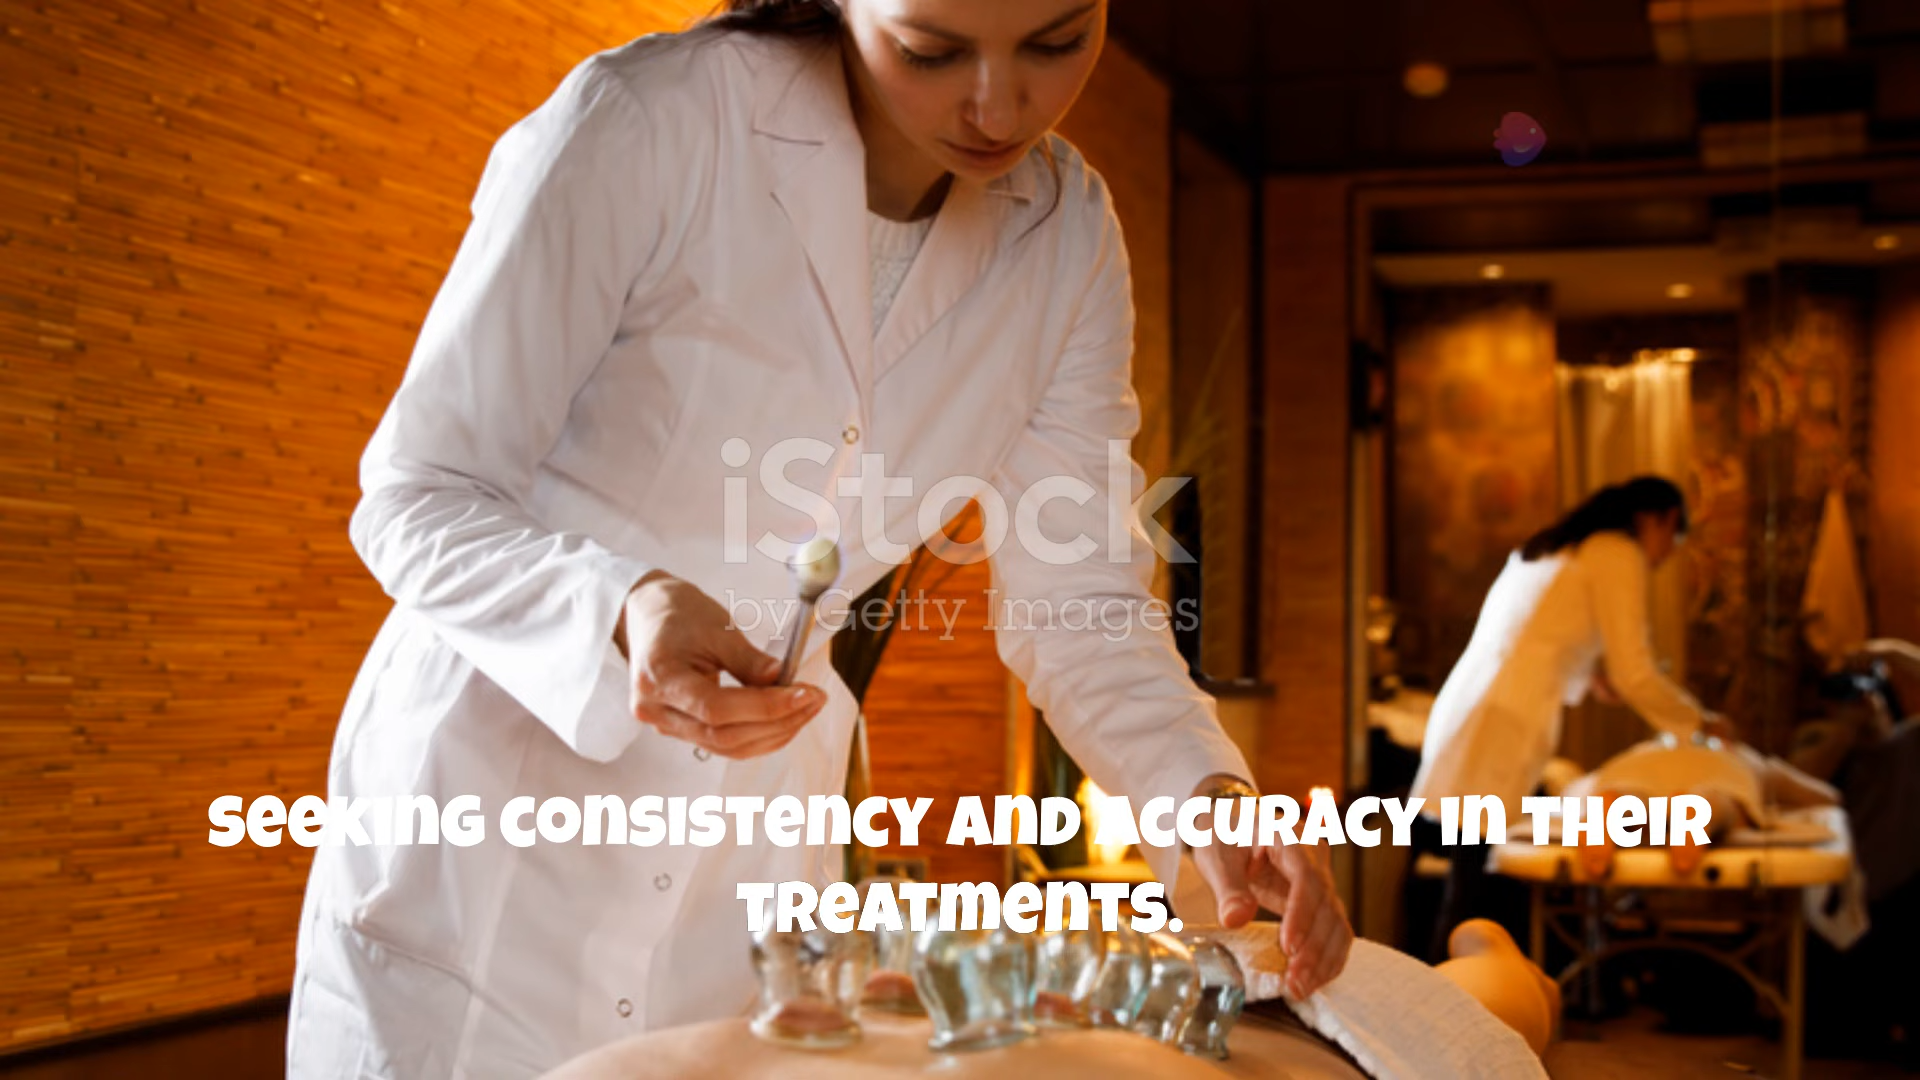 iStock
by Getty Images
Seeking consistency and accuracy in their
treatments.